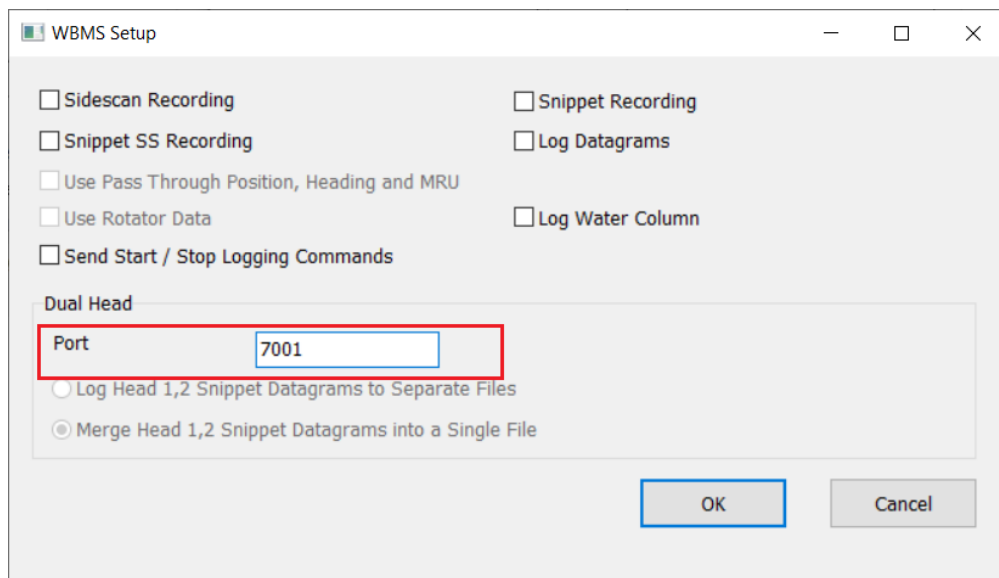 WBMS Setup
Sidescan Recording
Snippet Recording
Snippet SS Recording
Log Datagrams
Use Pass Through Position, Heading and MRU
Use Rotator Data
Log Water Column
Send Start / Stop Logging Commands
Dual Head
Port
7001
Log Head 1,2 Snippet Datagrams to Separate Files
Merge Head 1,2 Snippet Datagrams into a Single File
OK
Cancel